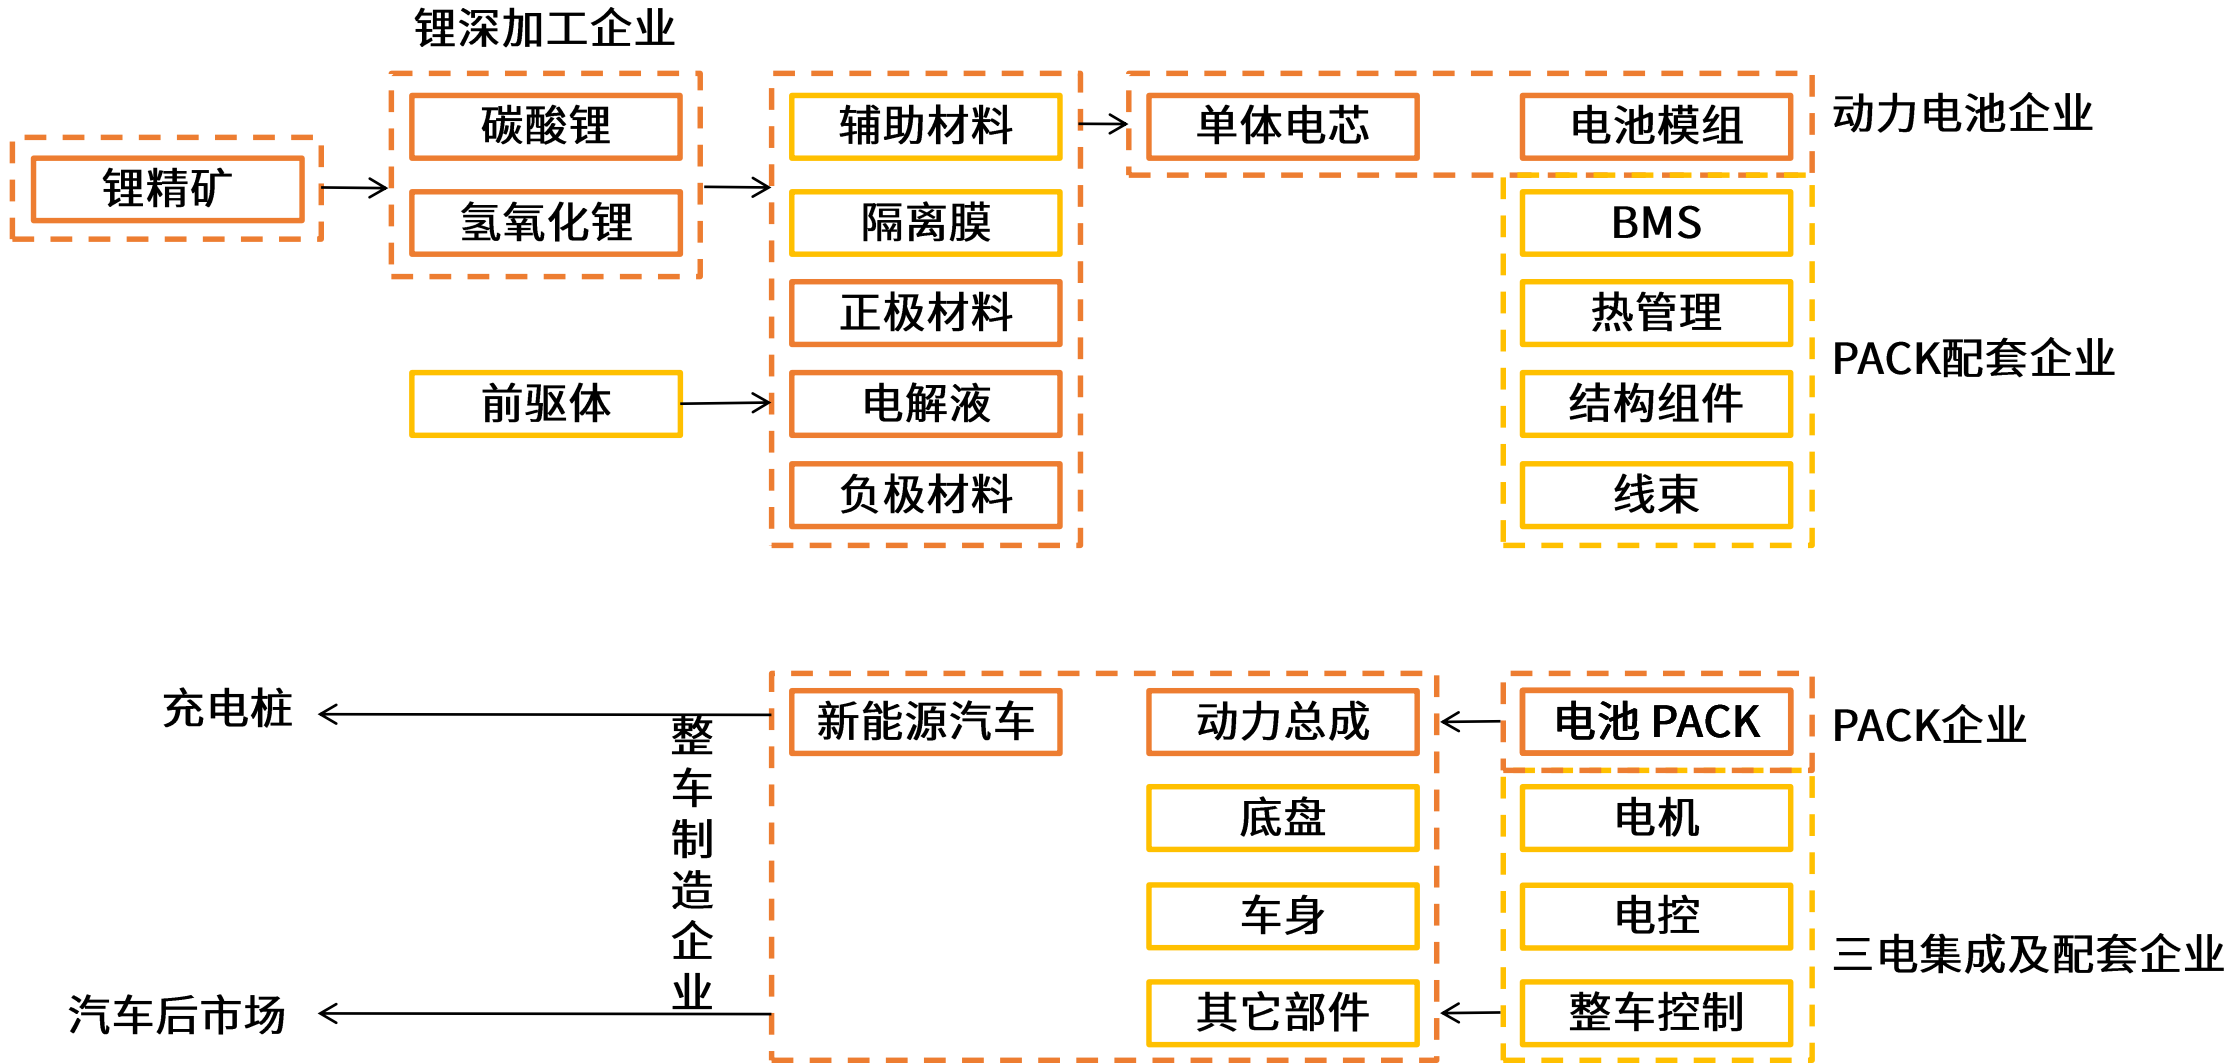 锂深加工企业
锂精矿
碳酸锂
氢氧化锂
前驱体
辅助材料
隔离膜
正极材料
电解液
负极材料
单体电芯
电池模组
动力电池企业
BMS
热管理
结构组件
线束
PACK配套企业
充电桩
汽车后市场
整车制造企业
新能源汽车
动力总成
底盘
车身
其它部件
电池 PACK
PACK企业
电机
电控
整车控制
三电集成及配套企业